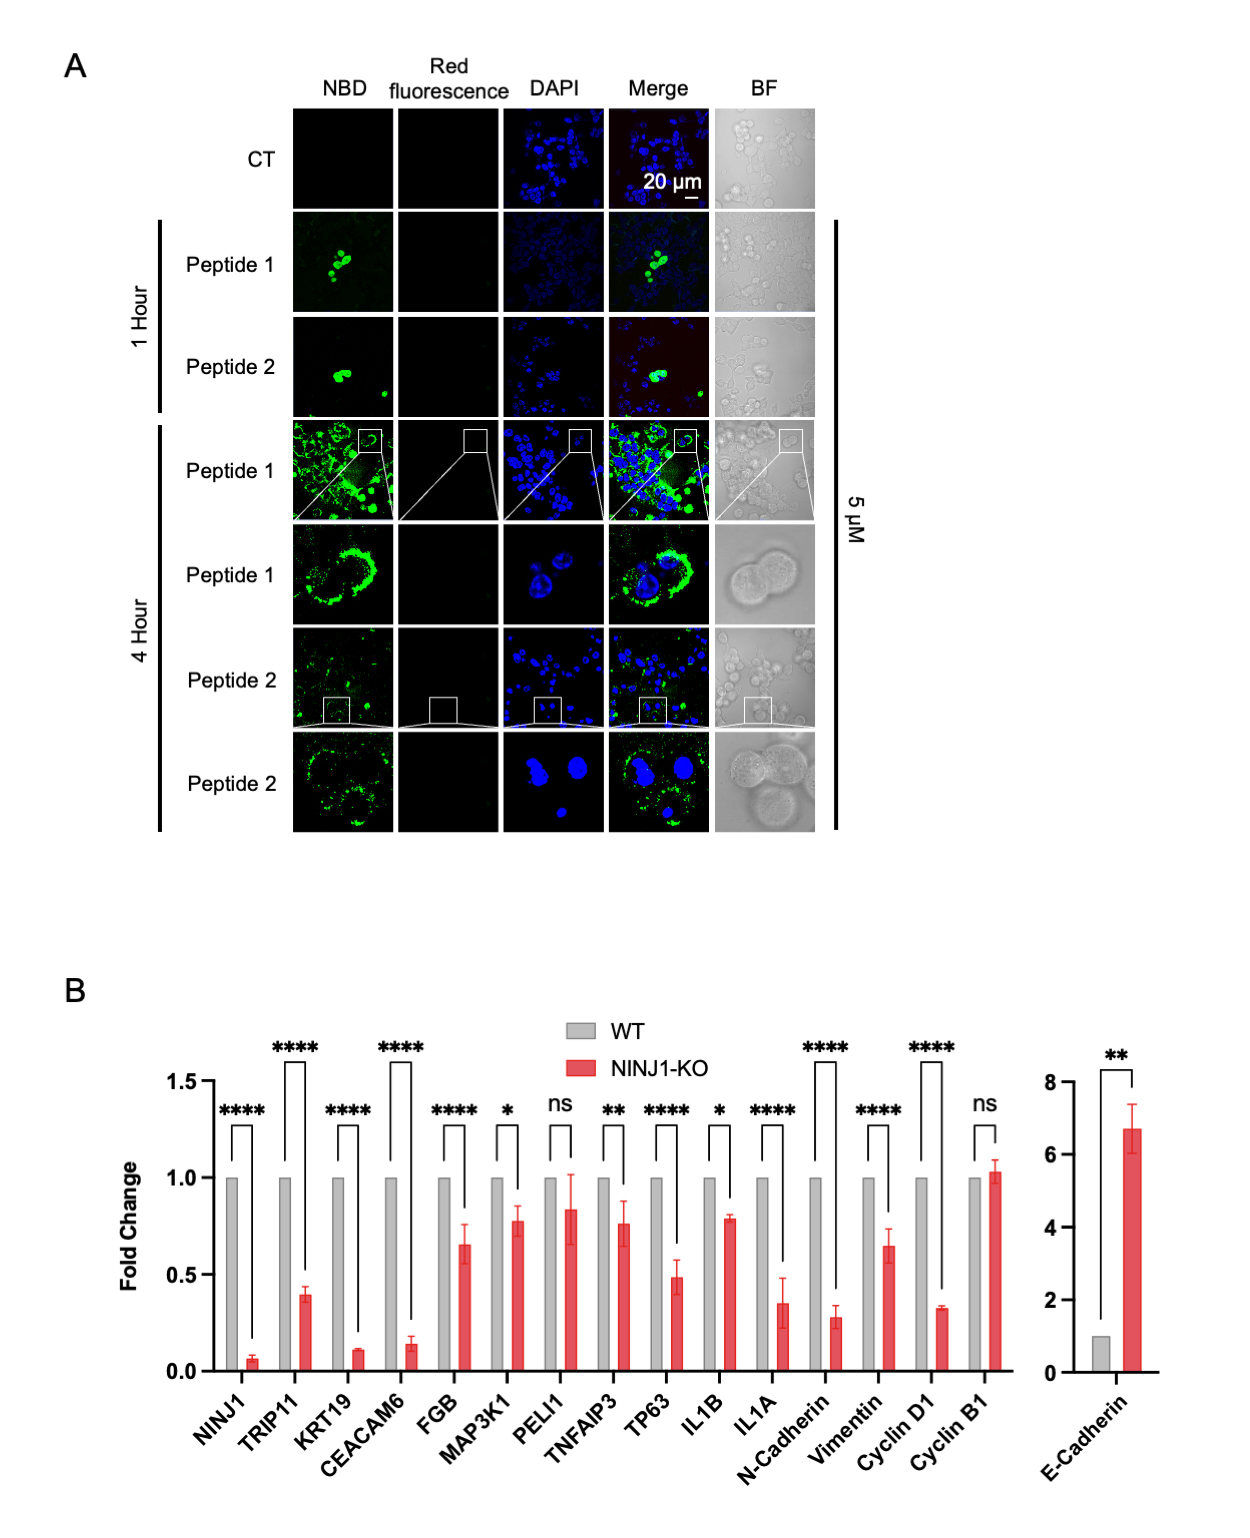 A
NBD
Red
fluorescence
DAPI
Merge
BF
CT
20 µm
1 Hour
Peptide 1
Peptide 2
4 Hour
Peptide 1
Peptide 1
Peptide 2
Peptide 2
5 µM
B
WT
NINJ1-KO
Fold Change
1.5
1.0
0.5
0.0
**** **** **** **** **** * ns ** **** * **** **** **** **** ns
NINJ1
TRIP11
KRT19
CEACAM6
FGB
MAP3K1
PELI1
TNFAIP3
TP63
IL1B
IL1A
N-Cadherin
Vimentin
Cyclin D1
Cyclin B1
**
8
6
4
2
0
E-Cadherin